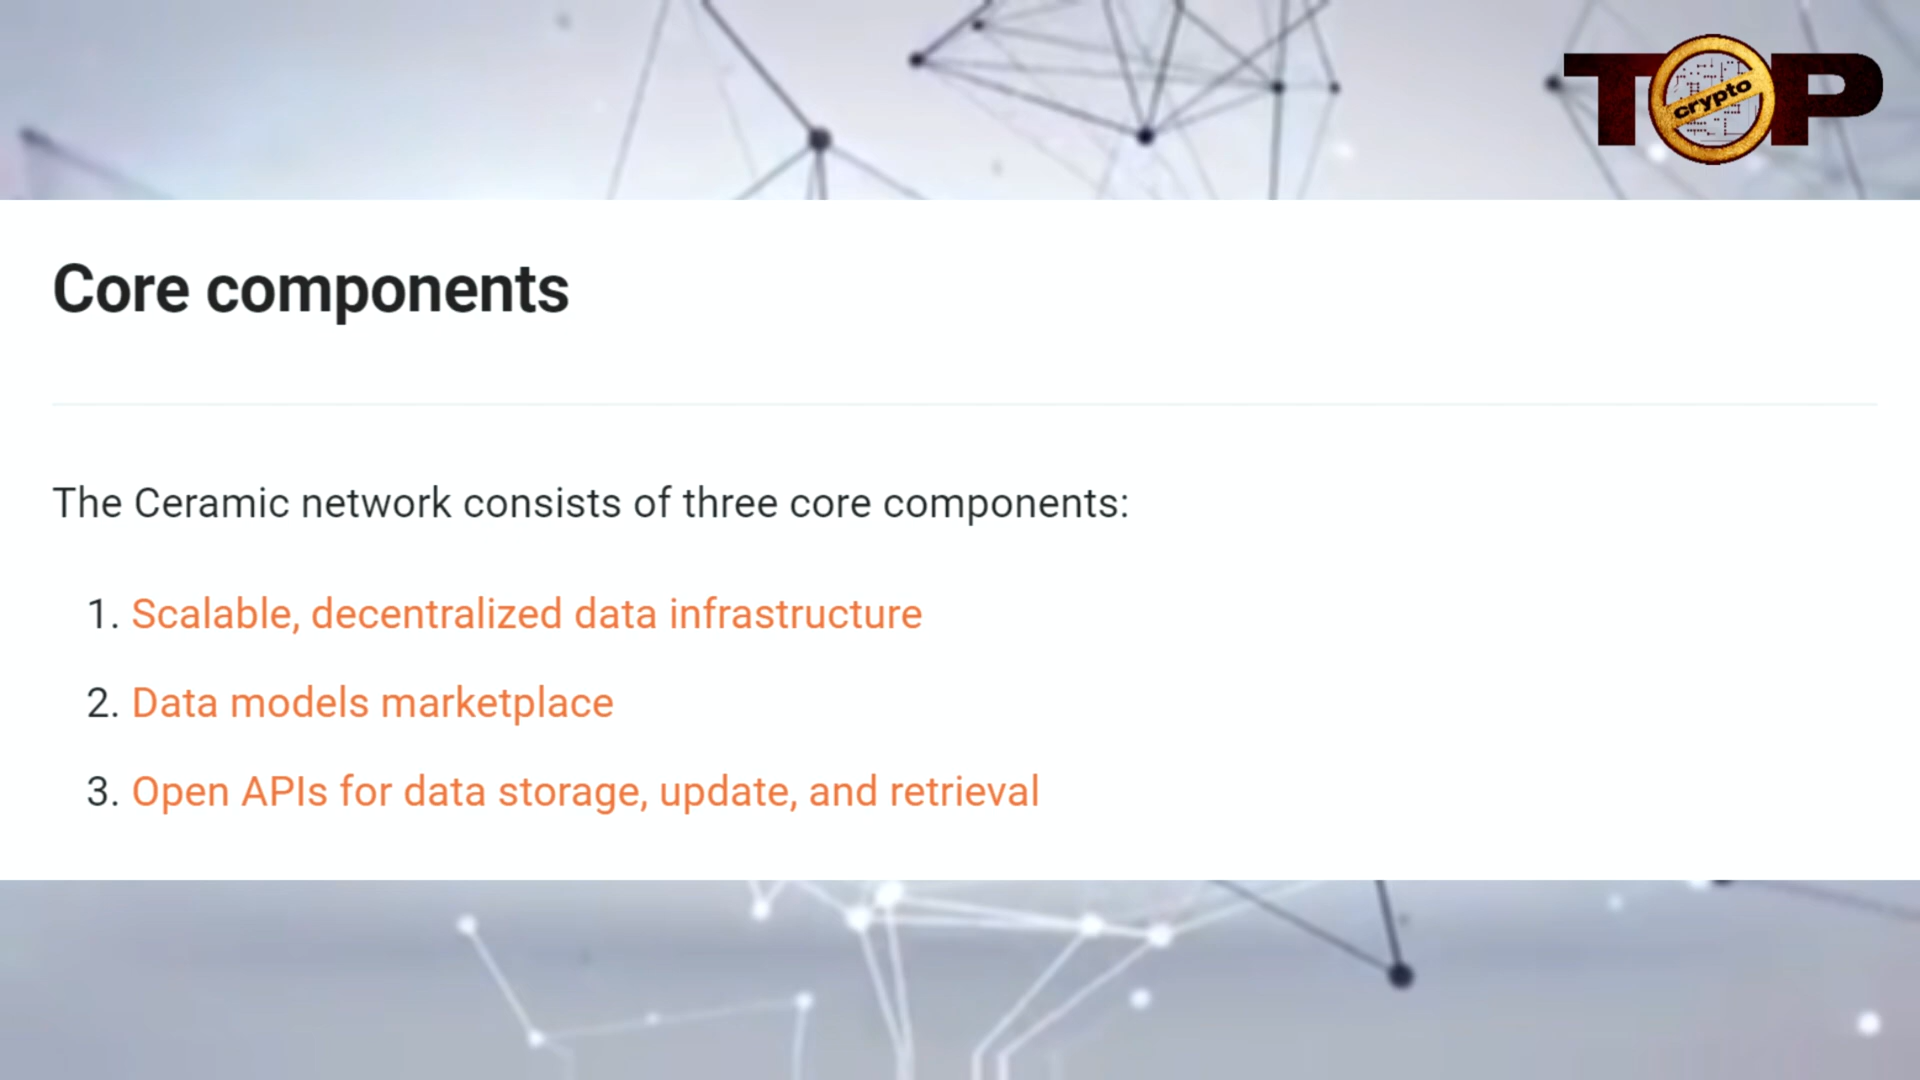 TOP
crypto
Core components
The Ceramic network consists of three core components:
1. Scalable, decentralized data infrastructure
2. Data models marketplace
3. Open APIs for data storage, update, and retrieval